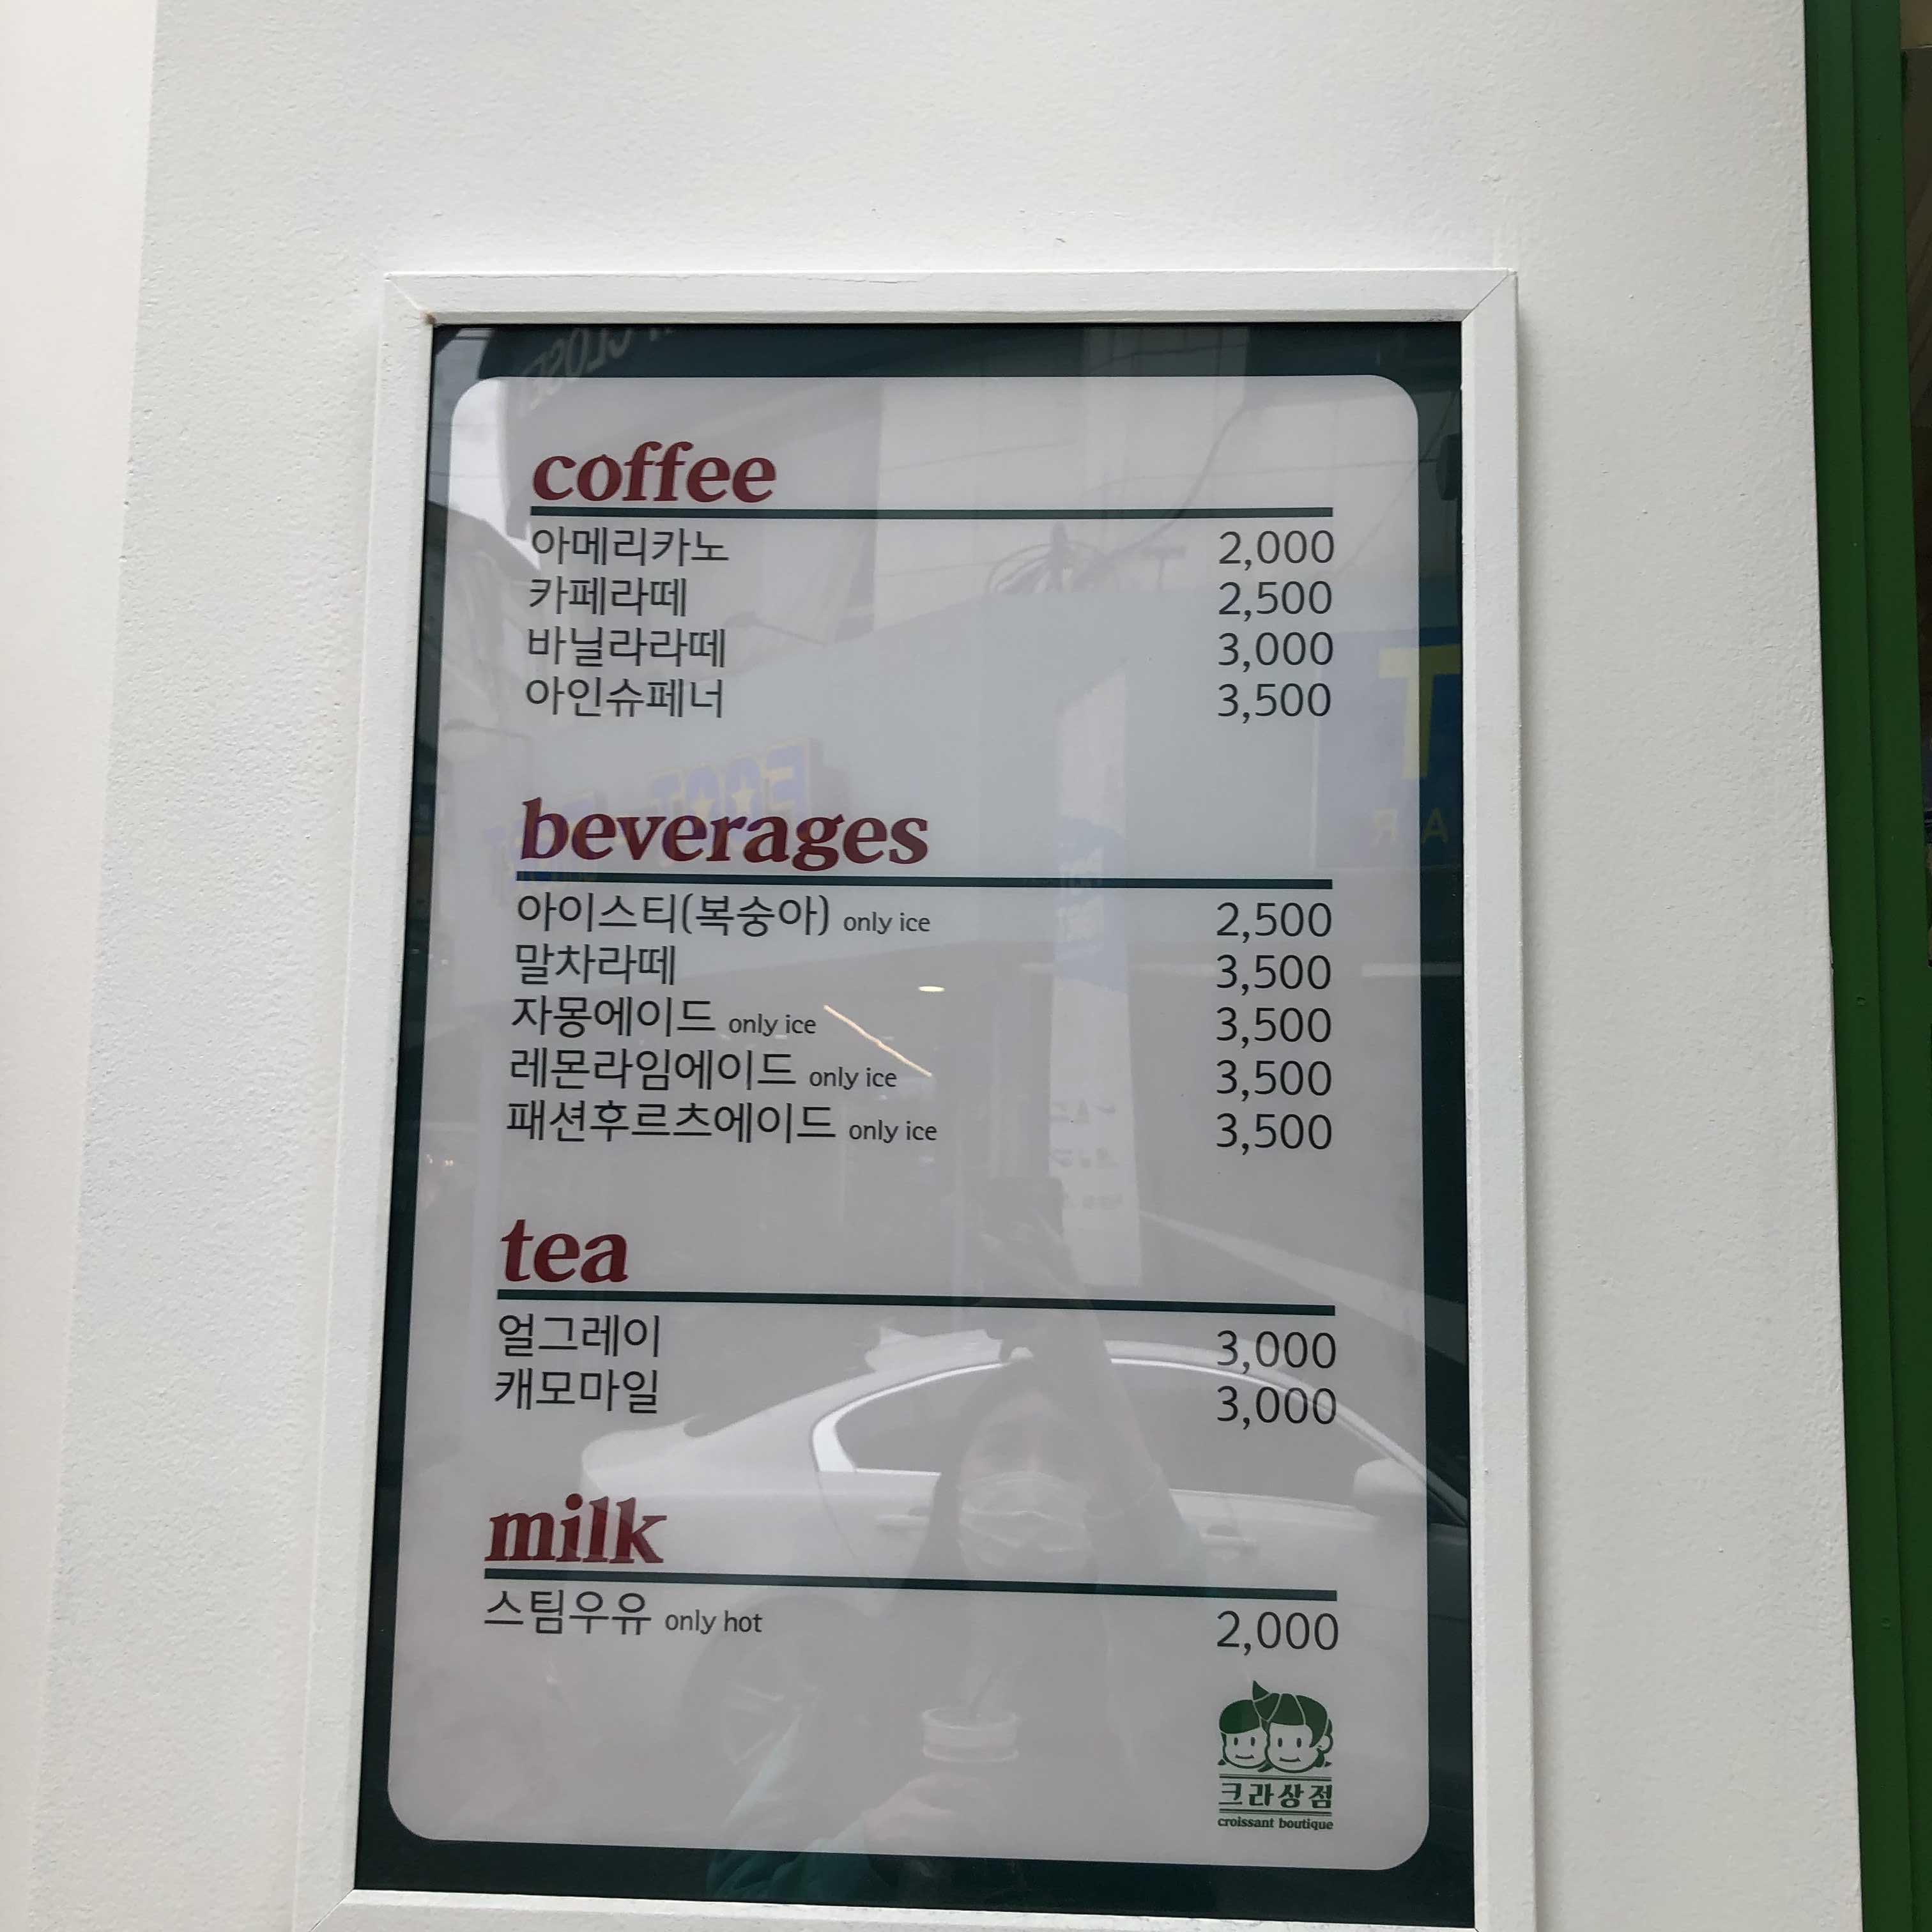 coffee
아메리카노 2,000
카페라떼 2,500
바닐라라떼 3,000
아인슈페너 3,500
beverages
아이스티(복숭아) only ice 2,500
말차라떼 3,500
자몽에이드 only ice 3,500
레몬라임에이드 only ice 3,500
패션후르츠에이드 only ice 3,500
tea
얼그레이 3,000
캐모마일 3,000
milk
스팀우유 only hot 2,000
크라상점
croissant boutique